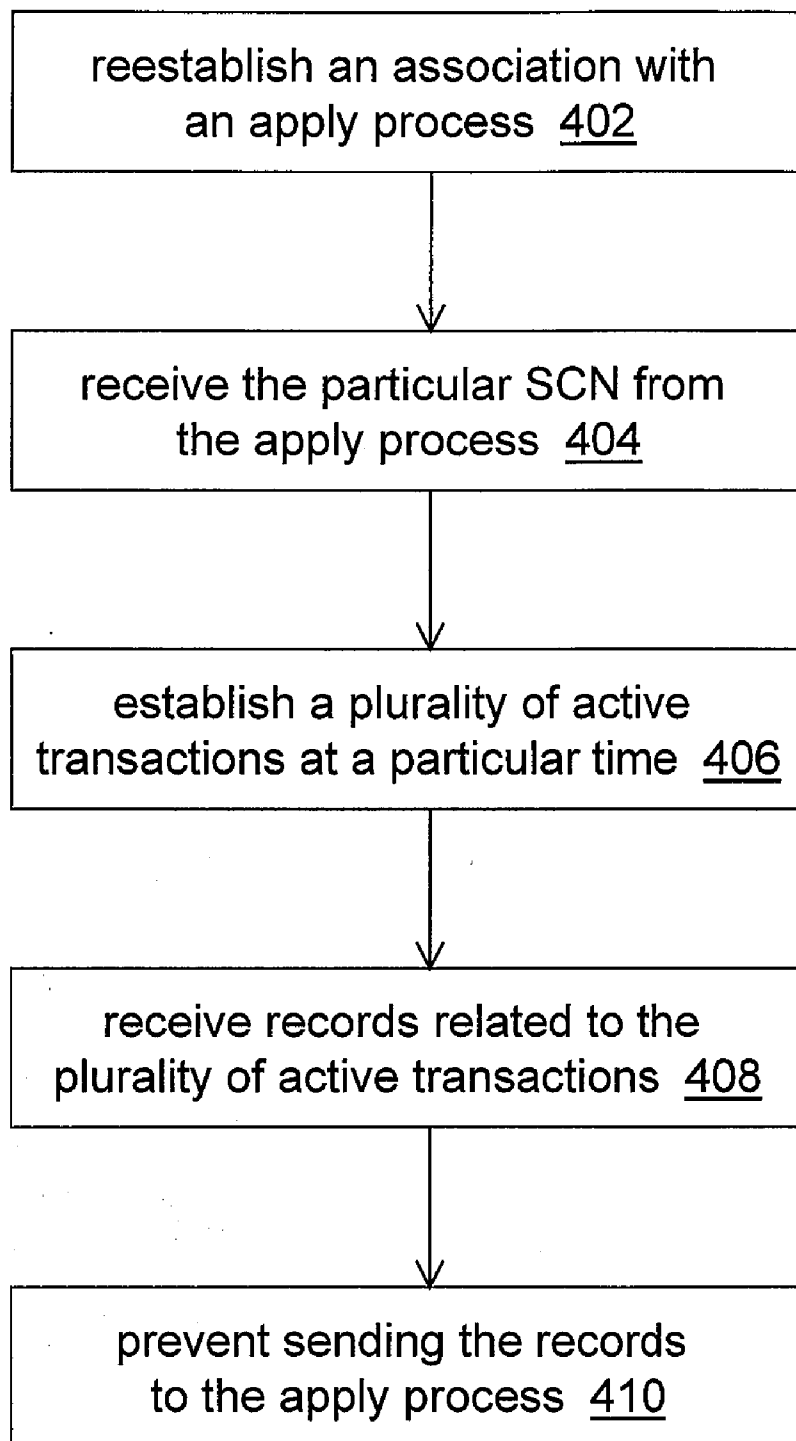 reestablish an association with
an apply process 402
receive the particular SCN from
the apply process 404
establish a plurality of active
transactions at a particular time 406
receive records related to the
plurality of active transactions 408
prevent sending the records
to the apply process 410